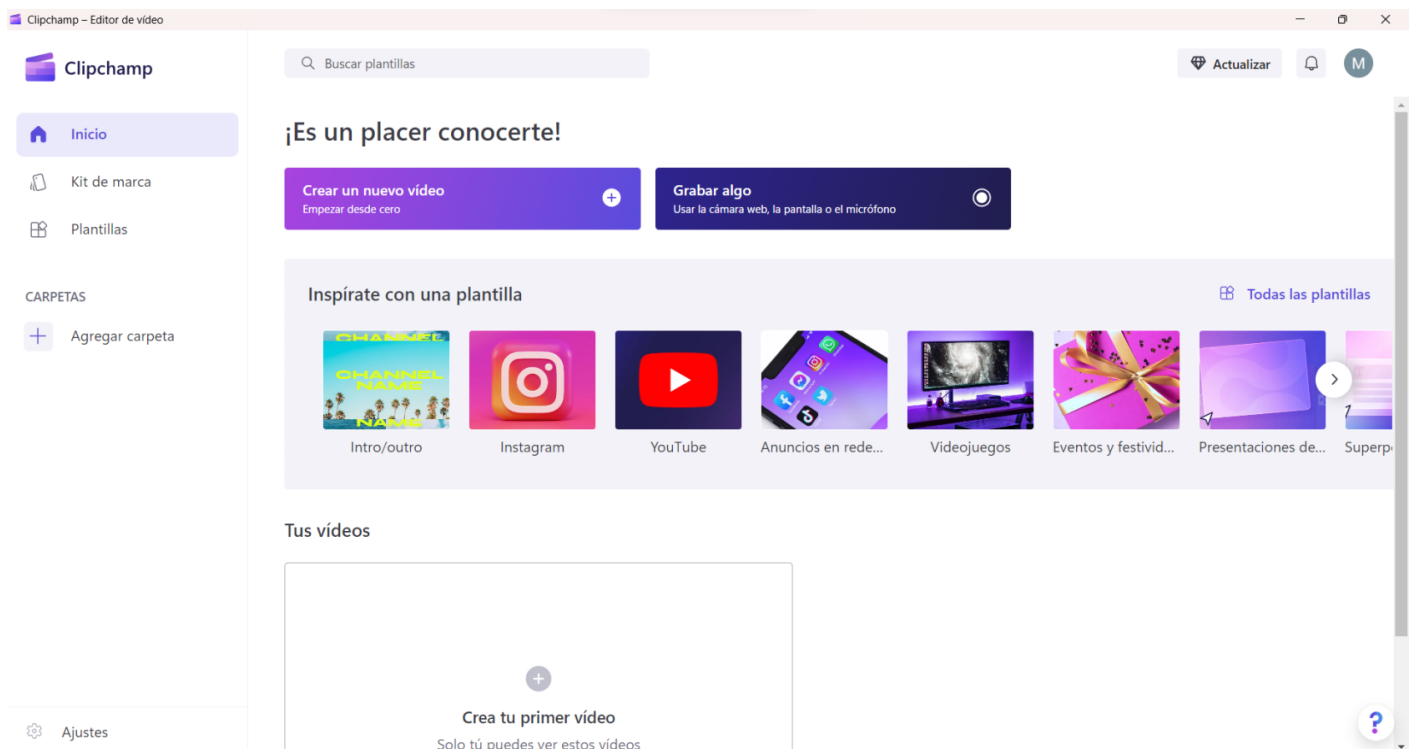 Clipchamp – Editor de vídeo
Clipchamp
Buscar plantillas
Actualizar
M
Inicio
Kit de marca
Plantillas
CARPETAS
Agregar carpeta
¡Es un placer conocerte!
Crear un nuevo vídeo
Empezar desde cero
Grabar algo
Usar la cámara web, la pantalla o el micrófono
Inspírate con una plantilla
Todas las plantillas
CHANNEL
CHANNEL
NAME
NAME
Intro/outro
Instagram
YouTube
Anuncios en rede...
Videojuegos
Eventos y festivid...
Presentaciones de...
Superp
Tus vídeos
Crea tu primer vídeo
Solo tú puedes ver estos vídeos
Ajustes
?